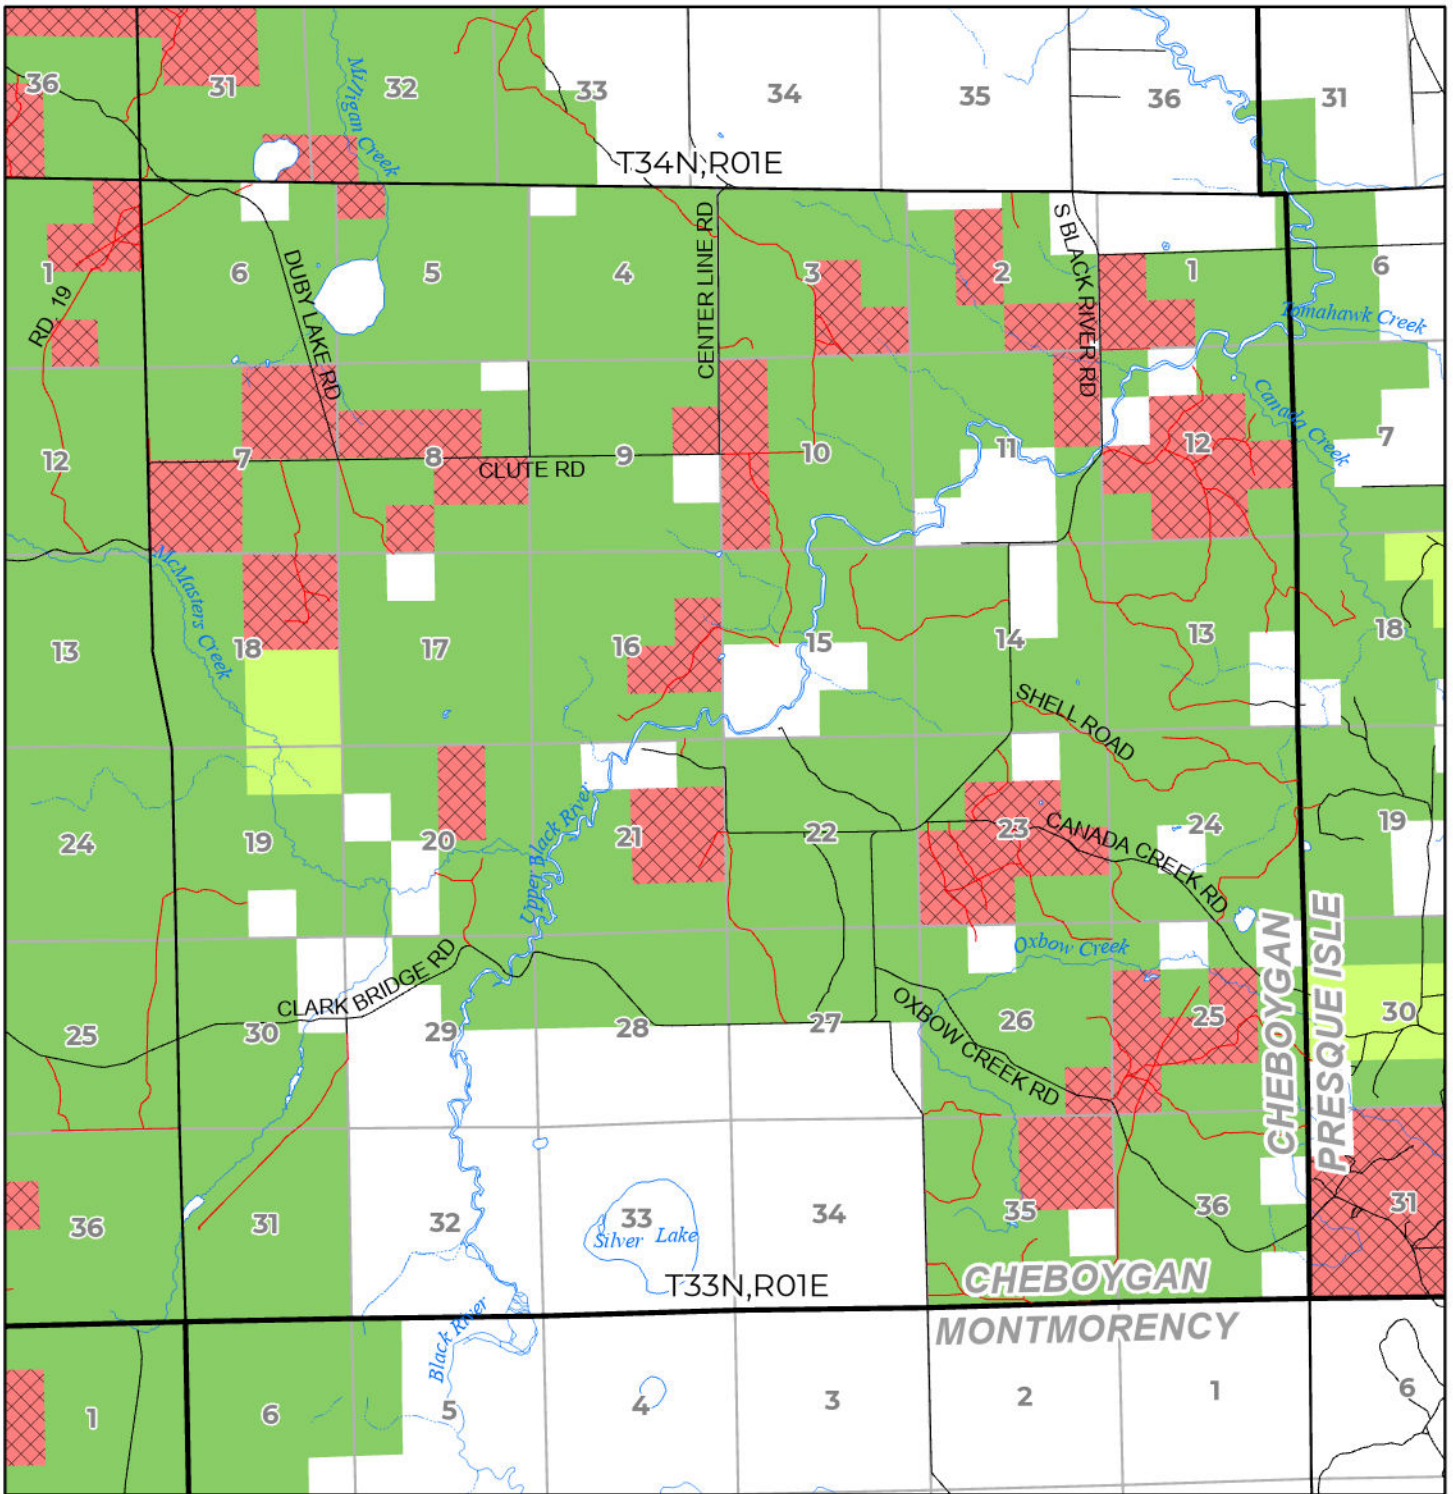 36
31
32
33
34
35
36
31
Milligan Creek
T34N,R01E
1
6
5
4
3
2
1
6
RD. 19
DUBY LAKE RD
CENTER LINE RD
S BLACK RIVER RD
Tomahawk Creek
Canada Creek
12
7
8
9
10
11
12
7
CLUTE RD
McMasters Creek
13
18
17
16
15
14
13
18
SHELL ROAD
24
19
20
21
22
23
24
19
Upper Black River
CANADA CREEK RD
CLARK BRIDGE RD
Oxbow Creek
OXBOW CREEK RD
CHEBOYGAN
PRESQUE ISLE
25
30
29
28
27
26
25
30
36
31
32
33
34
35
36
31
Silver Lake
T33N,R01E
CHEBOYGAN
MONTMORENCY
Black River
1
6
5
4
3
2
1
6